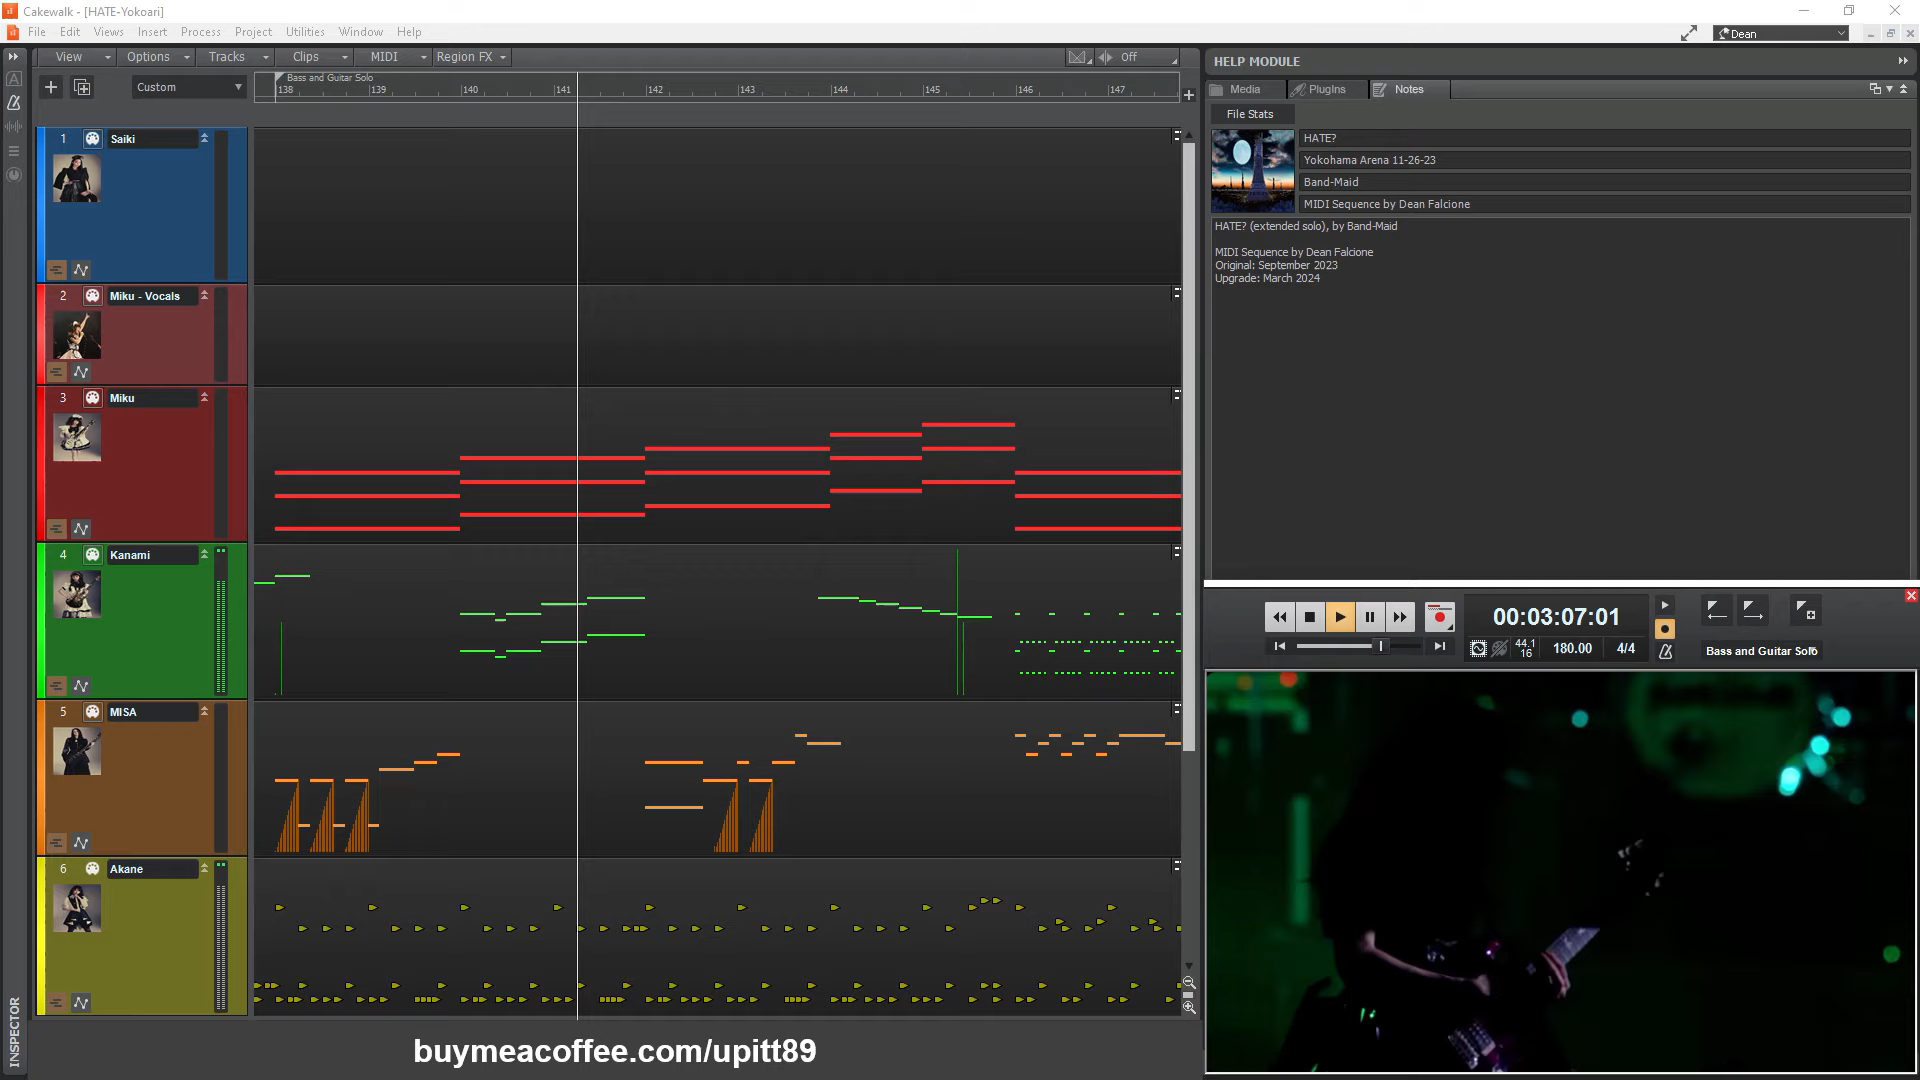 Cakewalk - [HATE-Yokoari]
File Edit Views Insert Process Project Utilities Window Help
Dean
View Options Tracks Clips MIDI Region FX
Off
Custom
Bass and Guitar Solo
138 139 140 141 142 143 144 145 146 147
1 Saiki
2 Miku - Vocals
3 Miku
4 Kanami
5 MISA
6 Akane
INSPECTOR
HELP MODULE
Media PlugIns Notes
File Stats
HATE?
Yokohama Arena 11-26-23
Band-Maid
MIDI Sequence by Dean Falcione
HATE? (extended solo), by Band-Maid
MIDI Sequence by Dean Falcione
Original: September 2023
Upgrade: March 2024
00:03:07:01
44.1
16
180.00
4/4
Bass and Guitar Solo
6
buymeacoffee.com/upitt89